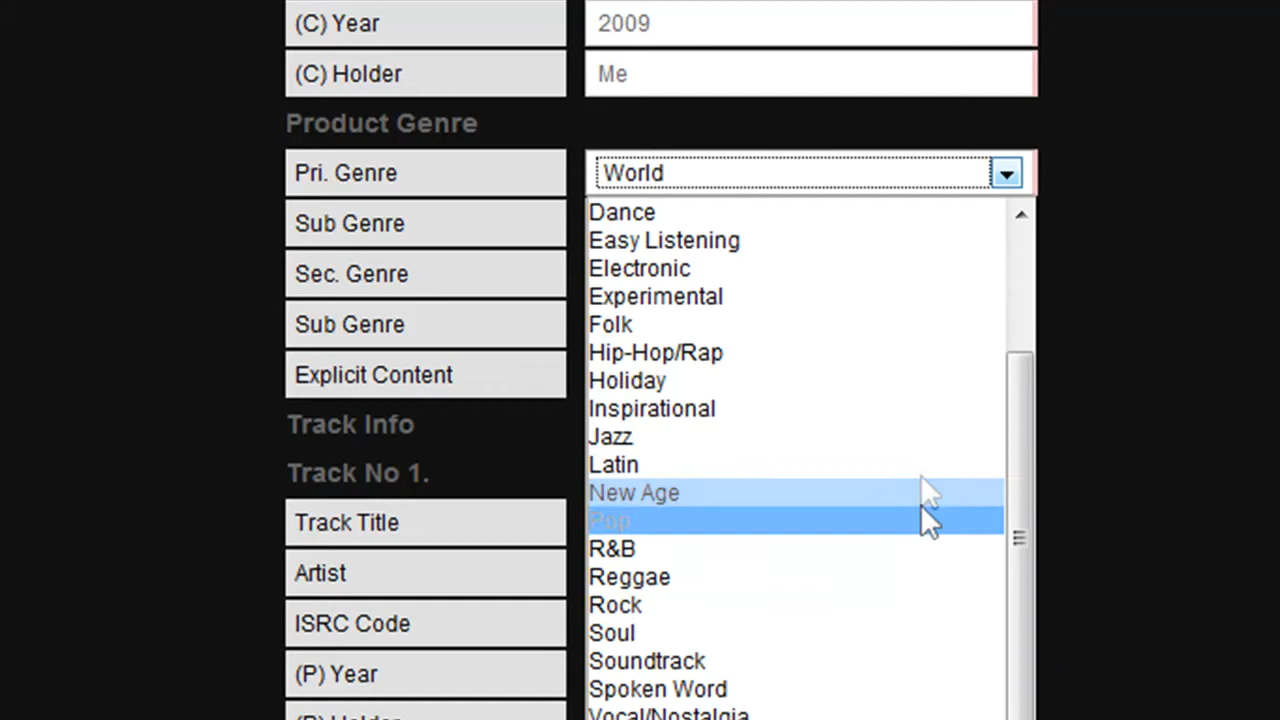 (C) Year 2009
(C) Holder Me
Product Genre
Pri. Genre World
Sub Genre
Sec. Genre
Sub Genre
Explicit Content
Track Info
Track No 1.
Track Title
Artist
ISRC Code
(P) Year
(P) Holder
Dance
Easy Listening
Electronic
Experimental
Folk
Hip-Hop/Rap
Holiday
Inspirational
Jazz
Latin
New Age
Pop
R&B
Reggae
Rock
Soul
Soundtrack
Spoken Word
Vocal/Nostalgia